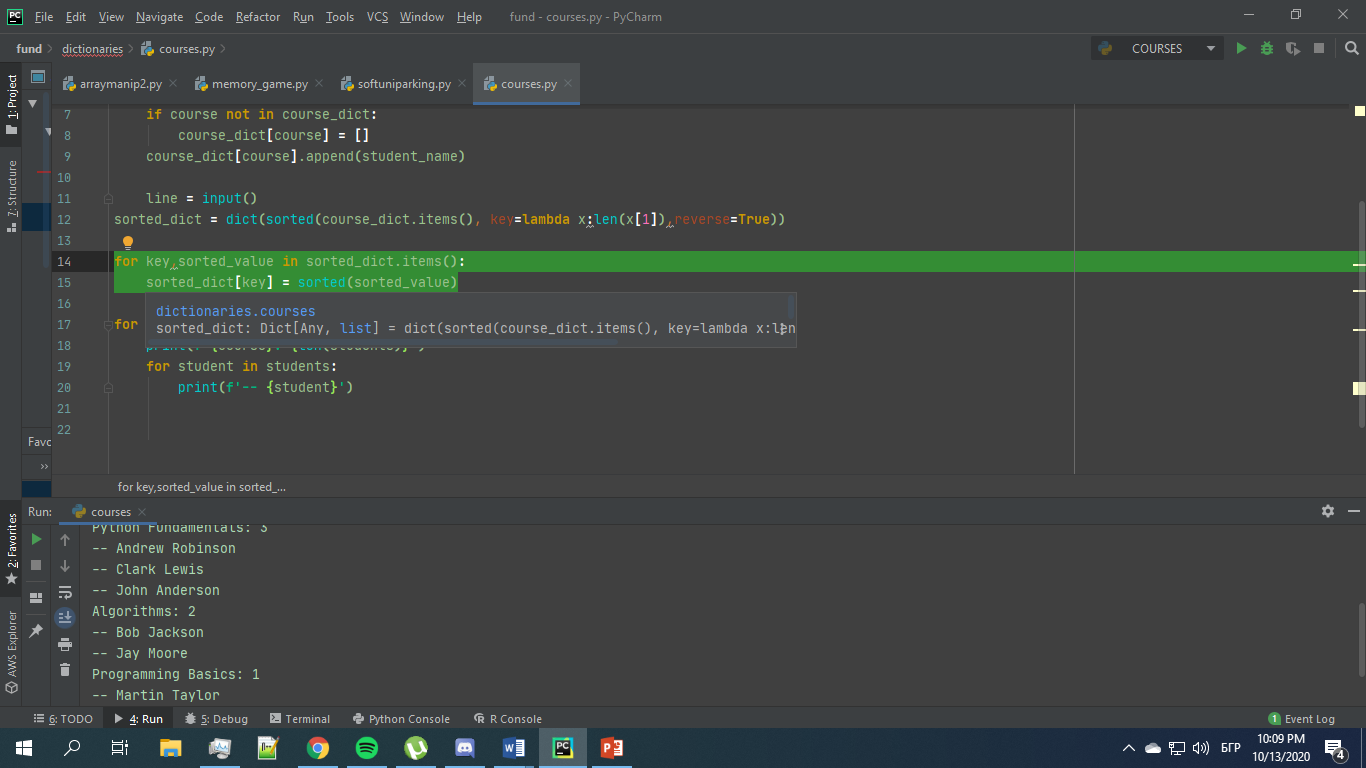 PC File Edit View Navigate Code Refactor Run Tools VCS Window Help fund - courses.py - PyCharm
fund dictionaries courses.py COURSES
1: Project
arraymanip2.py memory_game.py softuniparking.py courses.py
7 if course not in course_dict:
8 course_dict[course] = []
9 course_dict[course].append(student_name)
10
7: Structure
11 line = input()
12 sorted_dict = dict(sorted(course_dict.items(), key=lambda x:len(x[1]),reverse=True))
13
14 for key,sorted_value in sorted_dict.items():
15 sorted_dict[key] = sorted(sorted_value)
16
dictionaries.courses
17 for
sorted_dict: Dict[Any, list] = dict(sorted(course_dict.items(), key=lambda x:len
18
19 for student in students:
20 print(f'-- {student}')
21
22
Favo
››
for key,sorted_value in sorted_...
Run: courses
2: Favorites
Python Fundamentals: 3
-- Andrew Robinson
-- Clark Lewis
-- John Anderson
Algorithms: 2
-- Bob Jackson
-- Jay Moore
Programming Basics: 1
-- Martin Taylor
AWS Explorer
6: TODO 4: Run 5: Debug Terminal Python Console R Console 1 Event Log
БГР 10:09 PM
10/13/2020 4